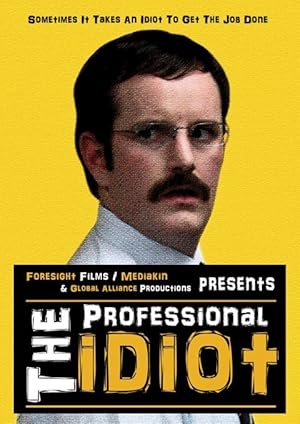 Sometimes It Takes An Idiot To Get The Job Done
Foresight Films / Mediakin
& Global Alliance Productions
presents
The
Professional
idiot